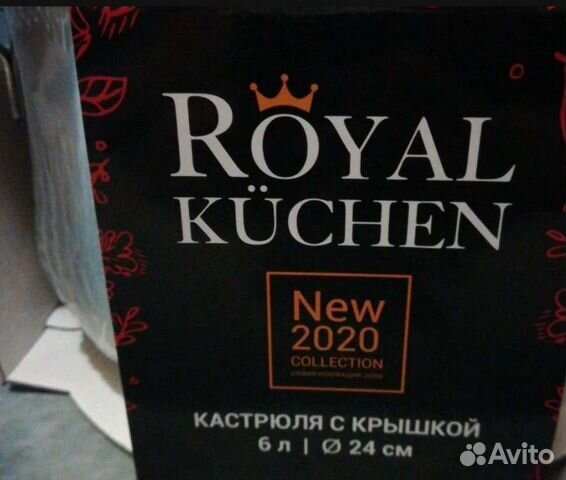 ROYAL
KÜCHEN
New
2020
COLLECTION
КАСТРЮЛЯ С КРЫШКОЙ
6 л | Ø 24 см
Avito